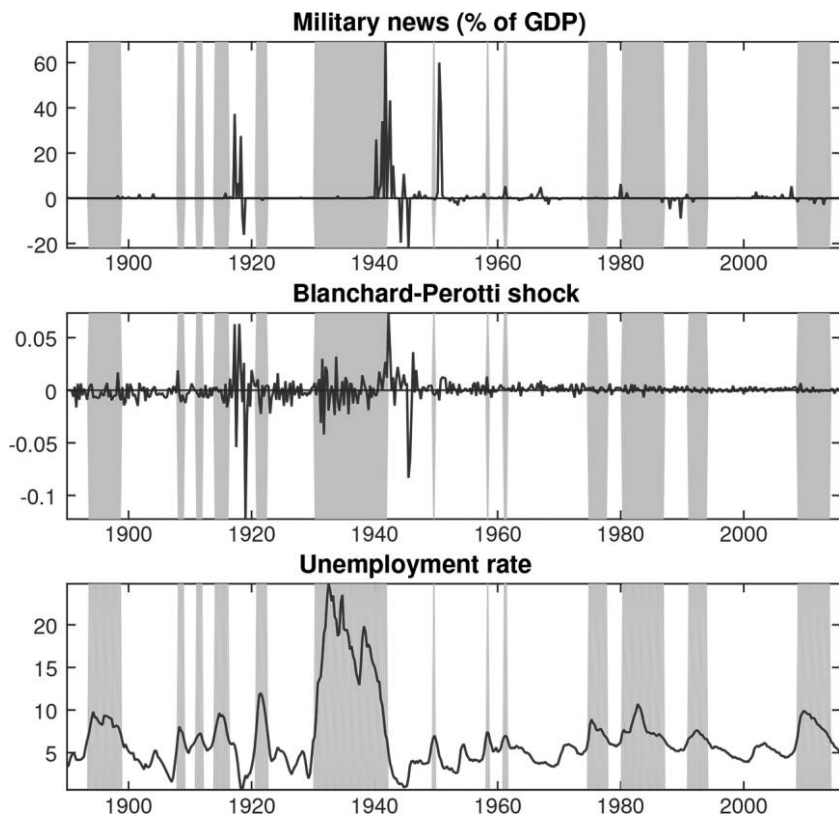 Military news (% of GDP)
60
40
20
0
-20
1900 1920 1940 1960 1980 2000
Blanchard-Perotti shock
0.05
0
-0.05
-0.1
1900 1920 1940 1960 1980 2000
Unemployment rate
20
15
10
5
1900 1920 1940 1960 1980 2000